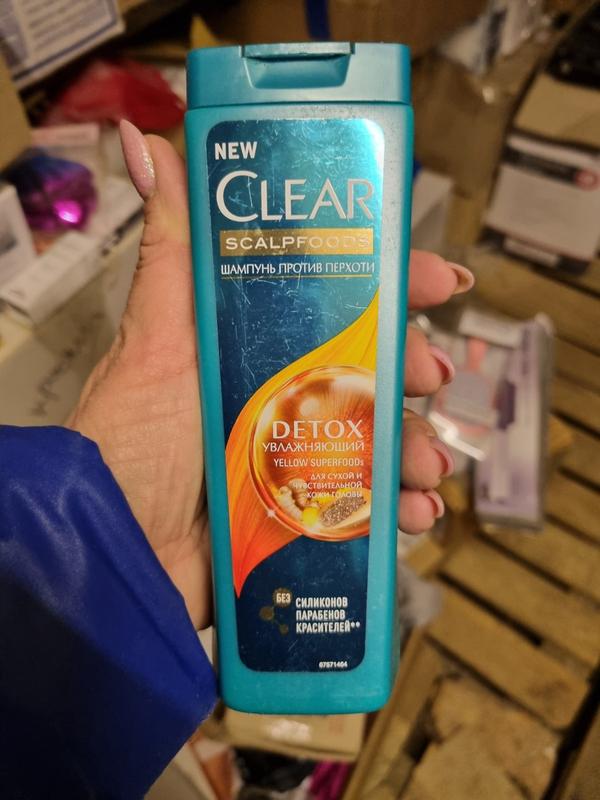 NEW
CLEAR
SCALPFOODS
ШАМПУНЬ ПРОТИВ ПЕРХОТИ
DETOX
УВЛАЖНЯЮЩИЙ
YELLOW SUPERFOODs
ДЛЯ СУХОЙ И
ЧУВСТВИТЕЛЬНОЙ
КОЖИ ГОЛОВЫ
БЕЗ
СИЛИКОНОВ
ПАРАБЕНОВ
КРАСИТЕЛЕЙ**
67571464